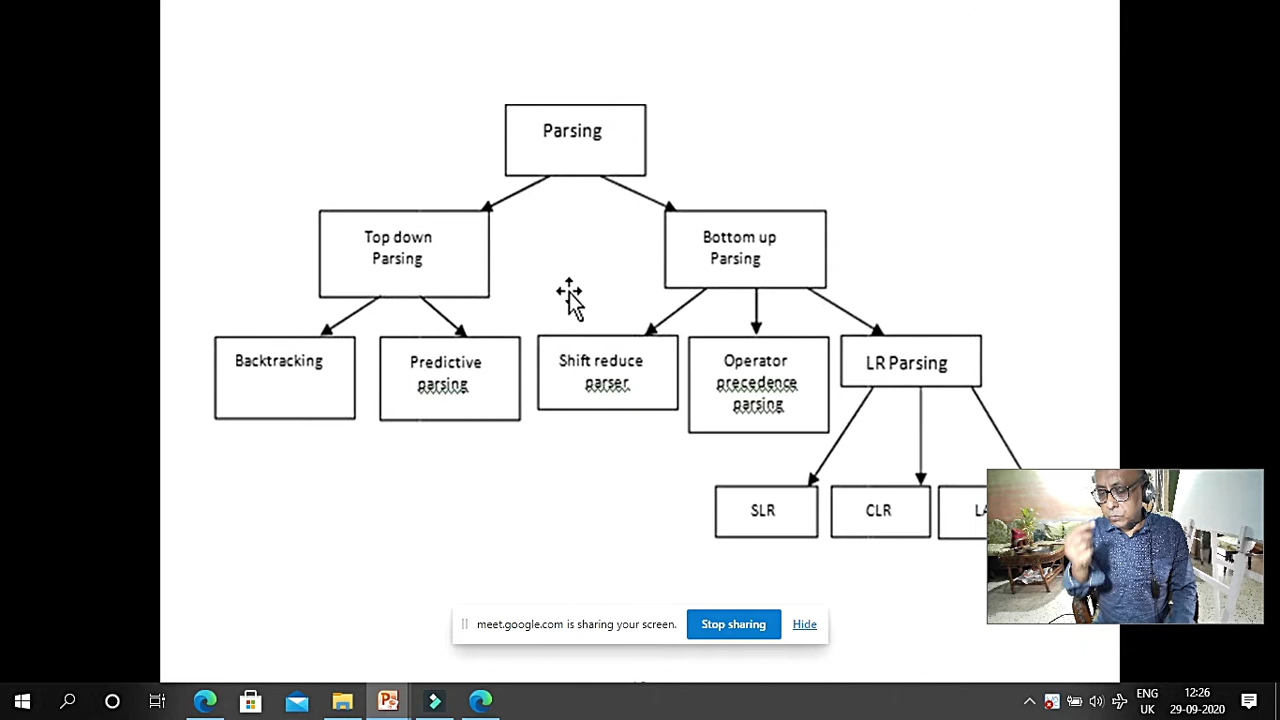 Parsing
Top down
Parsing
Bottom up
Parsing
Backtracking
Predictive
parsing
Shift reduce
parser
Operator
precedence
parsing
LR Parsing
SLR
CLR
meet.google.com is sharing your screen.
Stop sharing
Hide
ENG
UK
12:26
29-09-2020